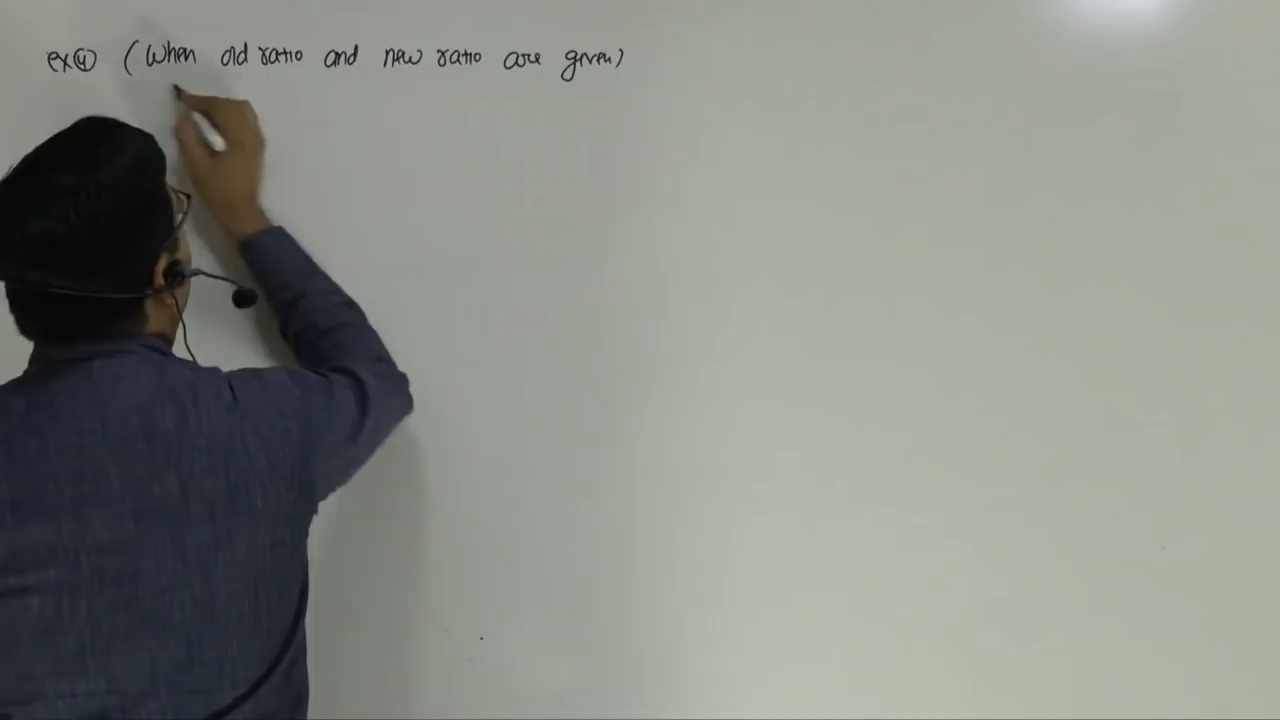 ex④ (When old ratio and new ratio are given)